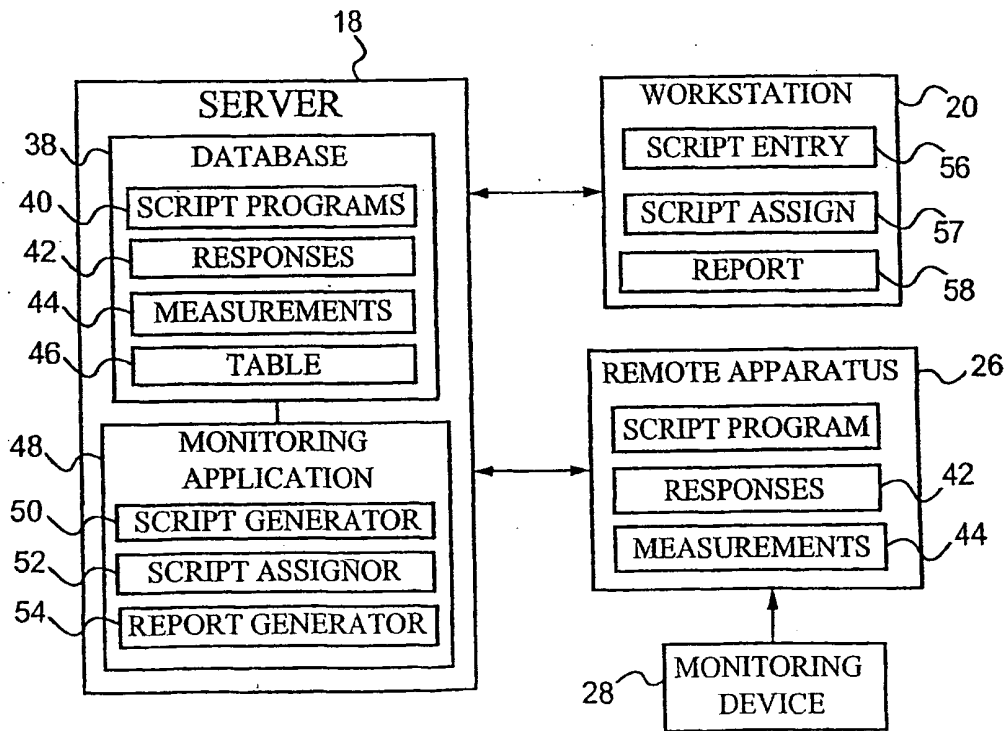 18
SERVER
38
DATABASE
40
SCRIPT PROGRAMS
42
RESPONSES
44
MEASUREMENTS
46
TABLE
48
MONITORING
APPLICATION
50
SCRIPT GENERATOR
52
SCRIPT ASSIGNOR
54
REPORT GENERATOR
WORKSTATION
20
SCRIPT ENTRY
56
SCRIPT ASSIGN
57
REPORT
58
REMOTE APPARATUS
26
SCRIPT PROGRAM
RESPONSES
42
MEASUREMENTS
44
28
MONITORING
DEVICE